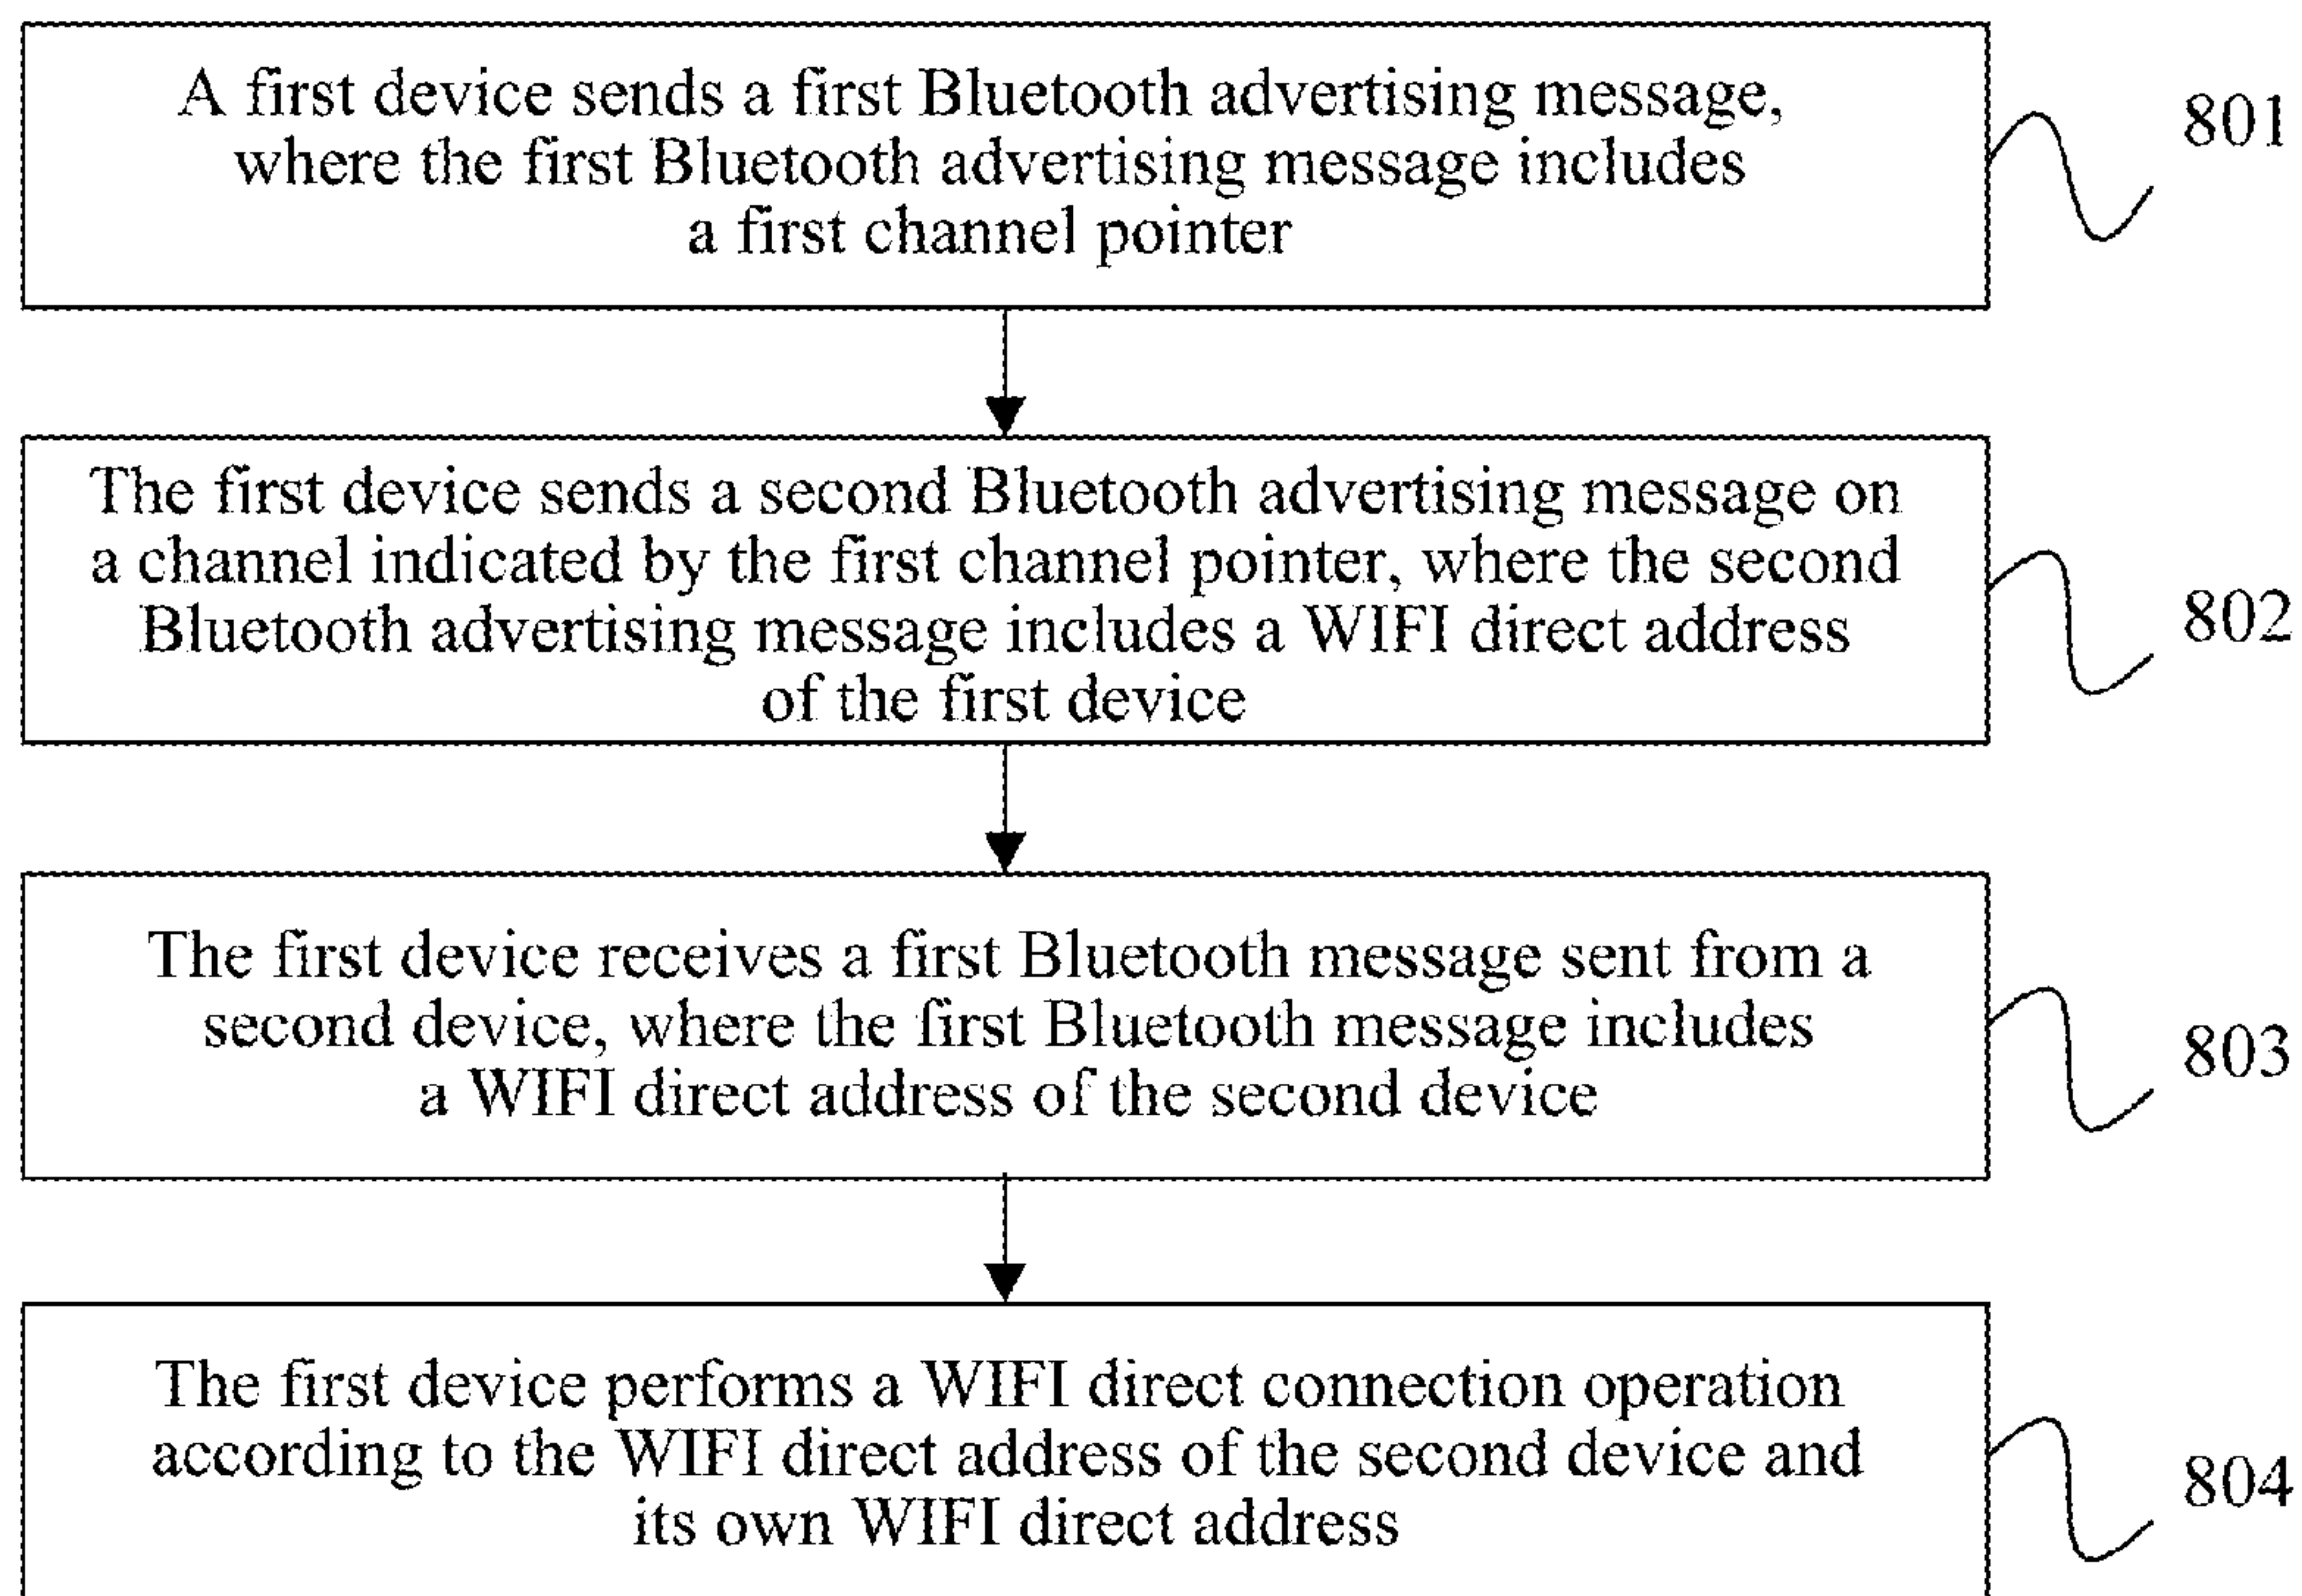 A first device sends a first Bluetooth advertising message,
where the first Bluetooth advertising message includes
a first channel pointer
801
The first device sends a second Bluetooth advertising message on
a channel indicated by the first channel pointer, where the second
Bluetooth advertising message includes a WIFI direct address
of the first device
802
The first device receives a first Bluetooth message sent from a
second device, where the first Bluetooth message includes
a WIFI direct address of the second device
803
The first device performs a WIFI direct connection operation
according to the WIFI direct address of the second device and
its own WIFI direct address
804